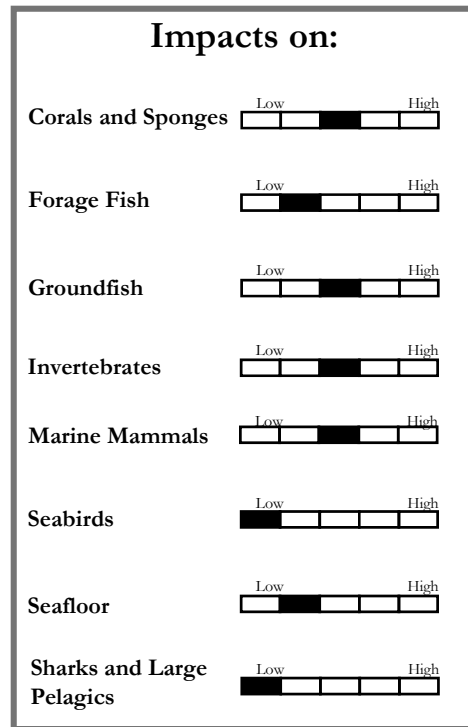 Impacts on:
Low High
Corals and Sponges
Low High
Forage Fish
Low High
Groundfish
Low High
Invertebrates
Low High
Marine Mammals
Low High
Seabirds
Low High
Seafloor
Sharks and Large
Low High
Pelagics